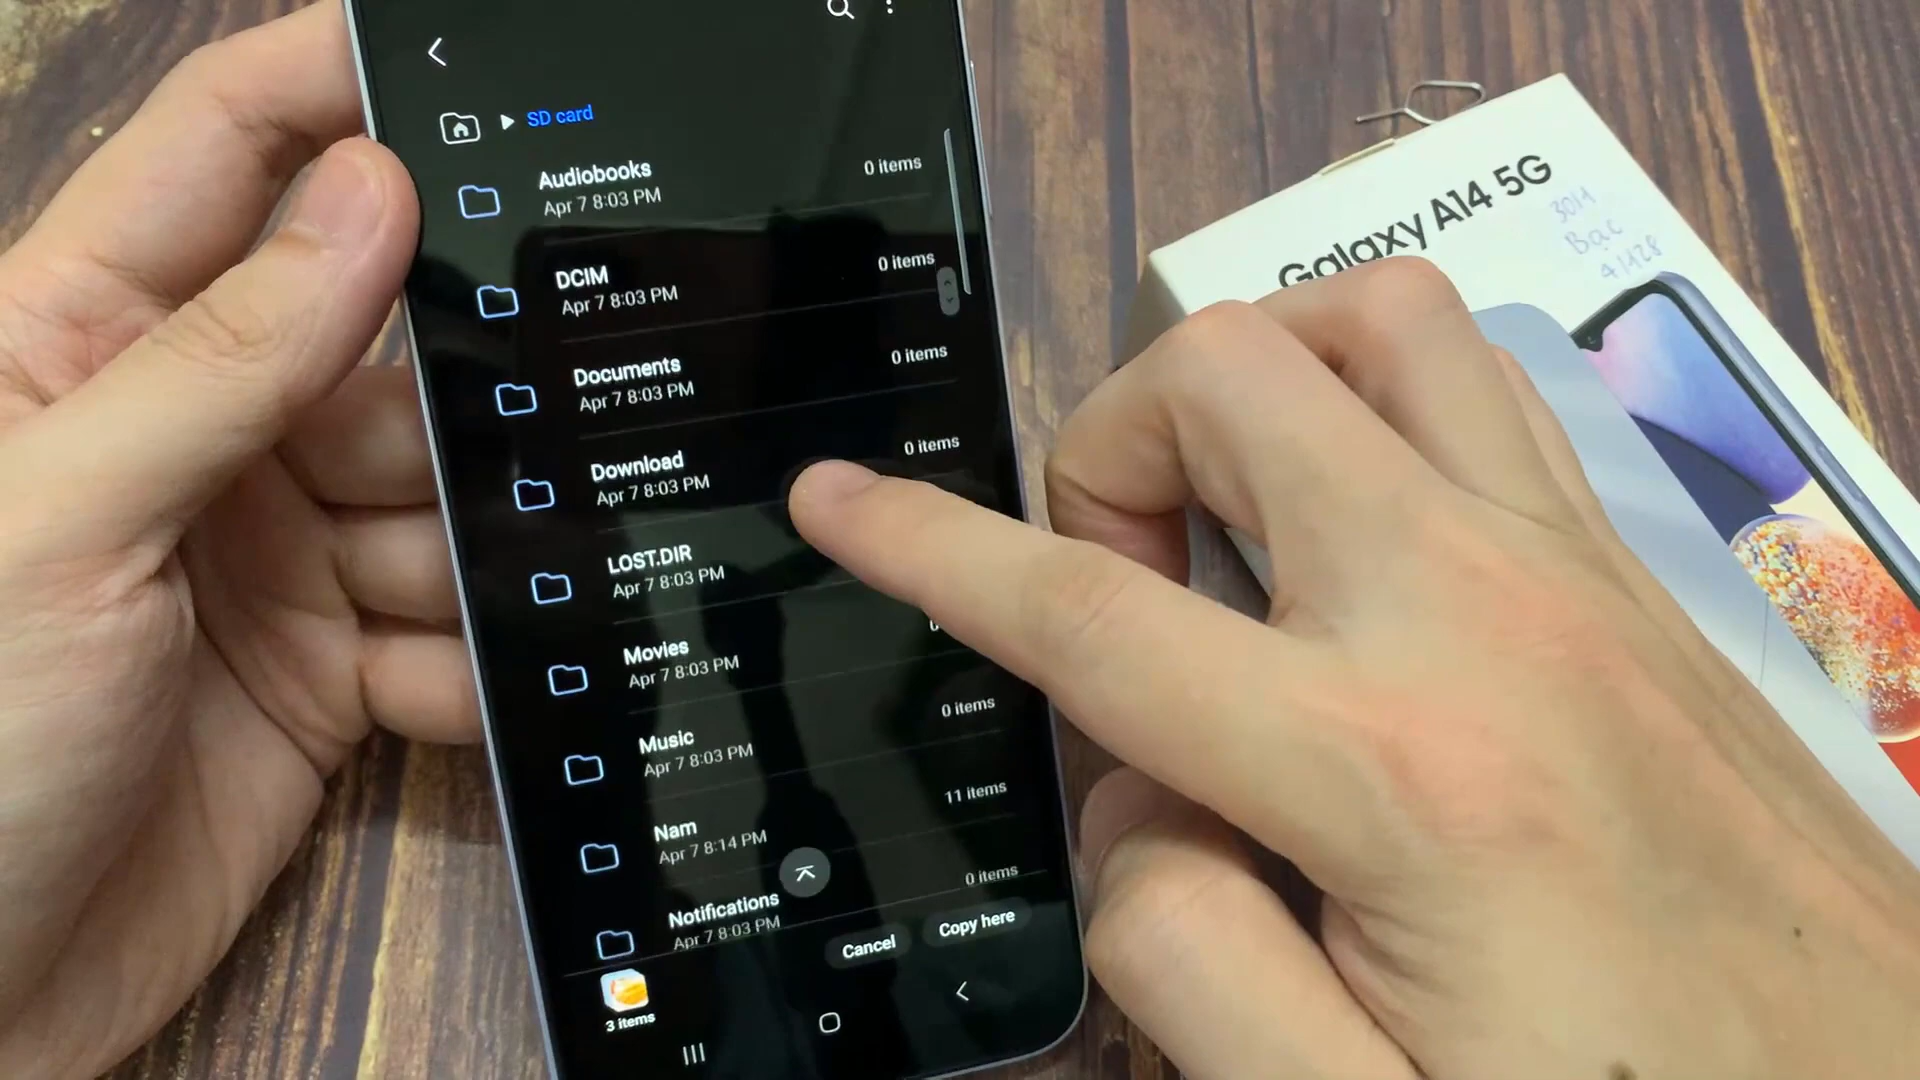 SD card
Audiobooks
0 items
Apr 7 8:03 PM
DCIM
0 items
Apr 7 8:03 PM
Documents
0 items
Apr 7 8:03 PM
Download
0 items
Apr 7 8:03 PM
LOST.DIR
Apr 7 8:03 PM
Movies
Apr 7 8:03 PM
Music
0 items
Apr 7 8:03 PM
Nam
11 items
Apr 7 8:14 PM
Notifications
0 items
Apr 7 8:03 PM
Cancel
Copy here
3 items
Galaxy A14 5G
Bac